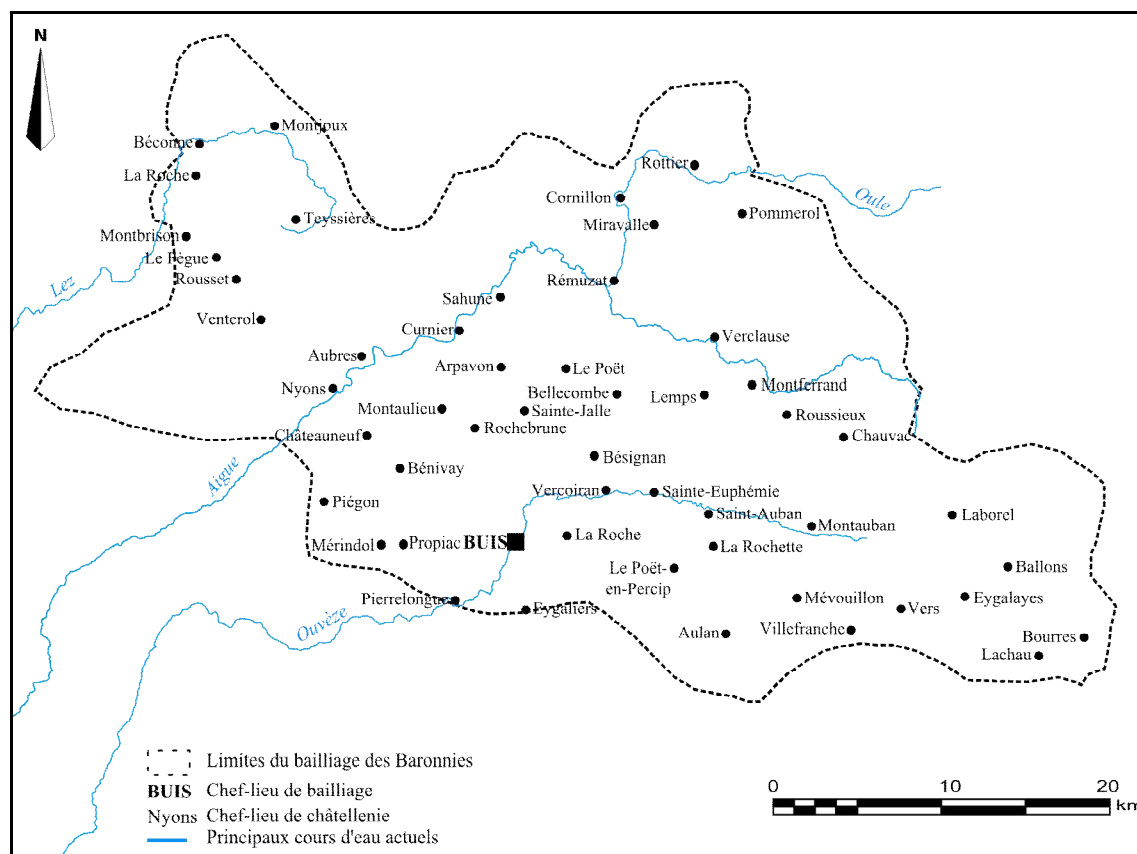 N
Montjoux
Béconne
La Roche
Rottier
Cornillon
Oule
Pommerol
Teyssières
Miravalle
Montbrison
Le Pègue
Rousset
Lez
Rémuzat
Sahune
Venterol
Curnier
Verclause
Aubres
Arpavon
Le Poët
Nyons
Bellecombe
Lemps
Montferrand
Montaulieu
Sainte-Jalle
Roussieux
Rochebrune
Châteauneuf
Chauvac
Bésignan
Bénivay
Aigue
Vercoiran
Sainte-Euphémie
Piégon
Saint-Auban
Laborel
Montauban
La Roche
Mérindol
Propiac
BUIS
La Rochette
Le Poët-
en-Percip
Ballons
Pierrelongue
Eygaliers
Mévouillon
Eygalayes
Vers
Ouvèze
Aulan
Villefranche
Bourres
Lachau
Limites du bailliage des Baronnies
BUIS Chef-lieu de bailliage
Nyons Chef-lieu de châtellenie
Principaux cours d'eau actuels
0 10 20
km